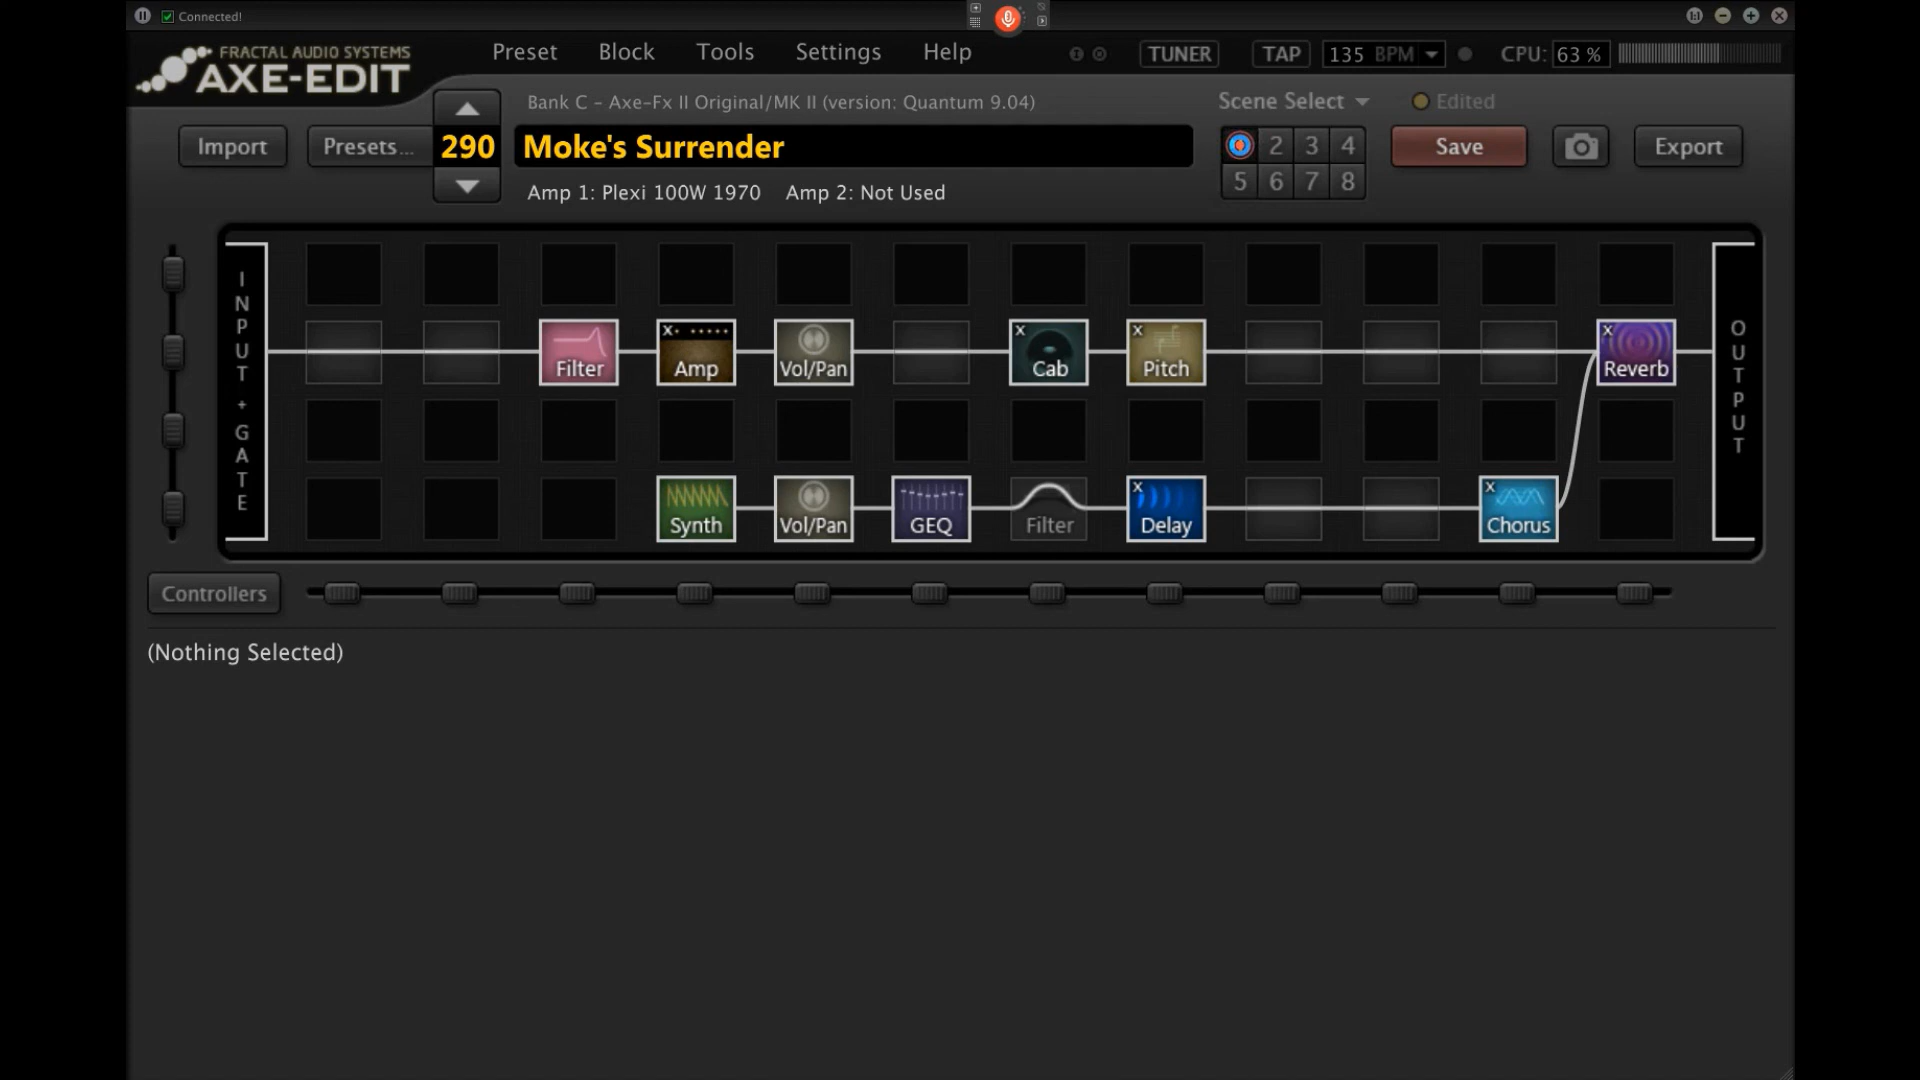 Connected!
FRACTAL AUDIO SYSTEMS
AXE-EDIT
Preset Block Tools Settings Help
TUNER TAP 135 BPM CPU: 63 %
Bank C - Axe-Fx II Original/MK II (version: Quantum 9.04)
Scene Select Edited
Import Presets... 290 Moke's Surrender
2 3 4
Save Export
5 6 7 8
Amp 1: Plexi 100W 1970 Amp 2: Not Used
INPUT + GATE
OUTPUT
X X X X
Filter Amp Vol/Pan Cab Pitch Reverb
X X
Synth Vol/Pan GEQ Filter Delay Chorus
Controllers
(Nothing Selected)